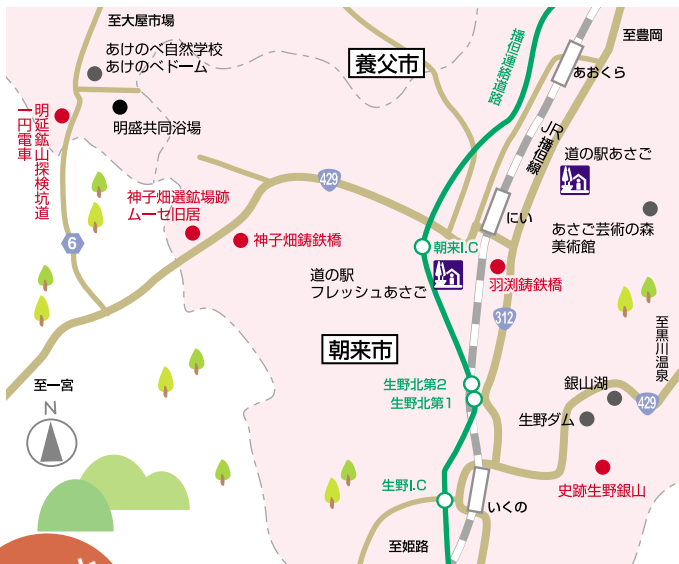 至大屋市場
あけのべ自然学校
あけのべドーム
明盛共同浴場
明延鉱山探検坑道
一円電車
養父市
播但連絡道路
至豊岡
あおくら
JR播但線
道の駅あさご
にい
あさご芸術の森
美術館
429
神子畑選鉱場跡
ムーセ旧居
神子畑鋳鉄橋
6
朝来I.C
道の駅
フレッシュあさご
羽渕鋳鉄橋
312
朝来市
至黒川温泉
至一宮
N
生野北第2
生野北第1
銀山湖
429
生野ダム
史跡生野銀山
生野I.C
いくの
至姫路